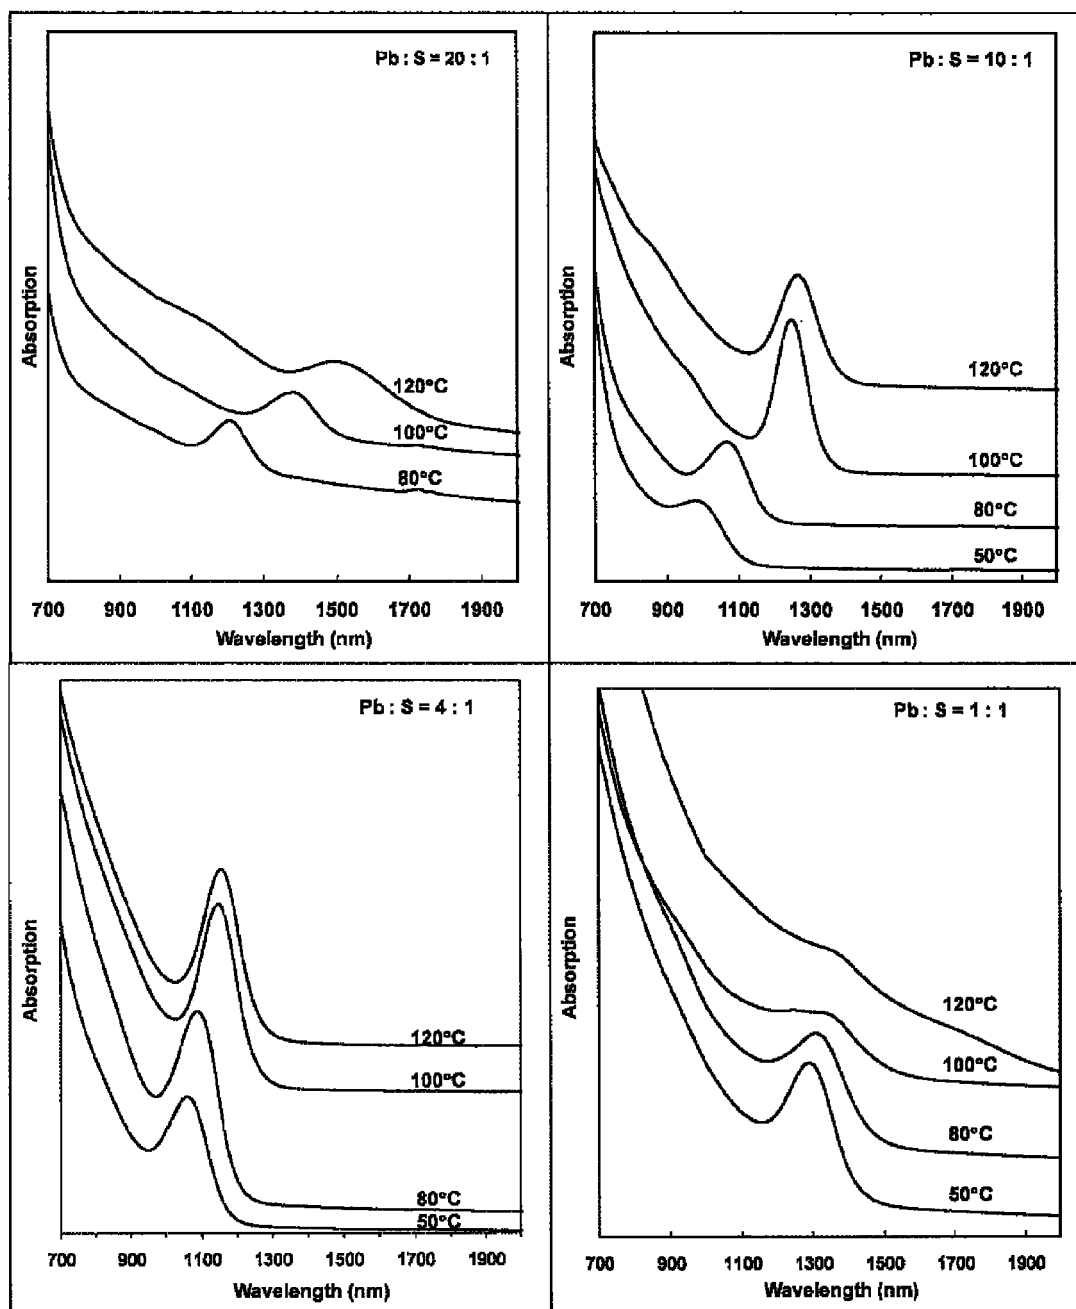 Pb : S = 20 : 1
Absorption
120°C
100°C
80°C
700 900 1100 1300 1500 1700 1900
Wavelength (nm)
Pb : S = 10 : 1
Absorption
120°C
100°C
80°C
50°C
700 900 1100 1300 1500 1700 1900
Wavelength (nm)
Pb : S = 4 : 1
Absorption
120°C
100°C
80°C
50°C
700 900 1100 1300 1500 1700 1900
Wavelength (nm)
Pb : S = 1 : 1
Absorption
120°C
100°C
80°C
50°C
700 900 1100 1300 1500 1700 1900
Wavelength (nm)